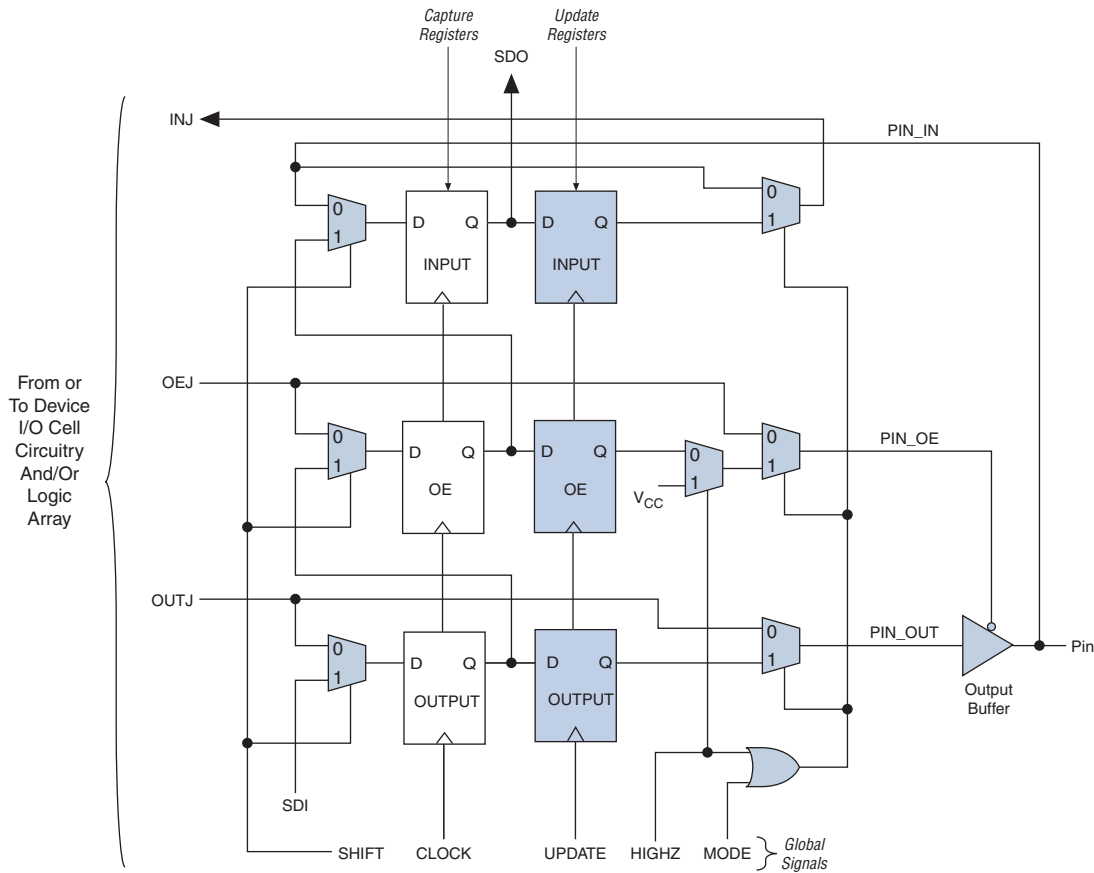 Capture
Registers
Update
Registers
SDO
INJ
PIN_IN
0
1
D Q
INPUT
D Q
INPUT
0
1
From or
To Device
I/O Cell
Circuitry
And/Or
Logic
Array
OEJ
0
1
D Q
OE
D Q
OE
0
1
VCC
0
1
PIN_OE
OUTJ
0
1
D Q
OUTPUT
D Q
OUTPUT
0
1
PIN_OUT
Pin
Output
Buffer
SDI
SHIFT
CLOCK
UPDATE
HIGHZ
MODE
Global
Signals